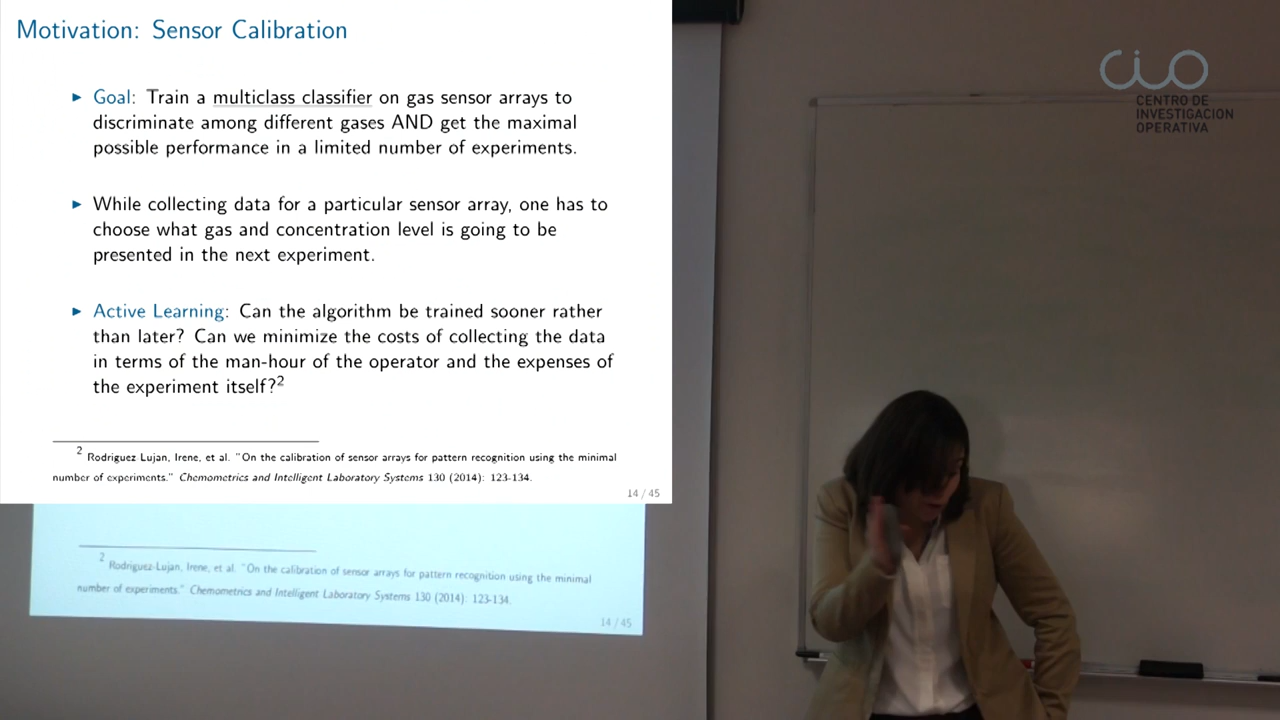 Motivation: Sensor Calibration
Goal: Train a multiclass classifier on gas sensor arrays to
discriminate among different gases AND get the maximal
possible performance in a limited number of experiments.
While collecting data for a particular sensor array, one has to
choose what gas and concentration level is going to be
presented in the next experiment.
Active Learning: Can the algorithm be trained sooner rather
than later? Can we minimize the costs of collecting the data
in terms of the man-hour of the operator and the expenses of
the experiment itself?2
2 Rodriguez Lujan, Irene, et al. "On the calibration of sensor arrays for pattern recognition using the minimal
number of experiments." Chemometrics and Intelligent Laboratory Systems 130 (2014): 123-134.
14 / 45
2 Rodriguez-Lujan, Irene, et al. "On the calibration of sensor arrays for pattern recognition using the minimal
number of experiments." Chemometrics and Intelligent Laboratory Systems 130 (2014): 123-134.
14 / 45
CIO
CENTRO DE
INVESTIGACION
OPERATIVA